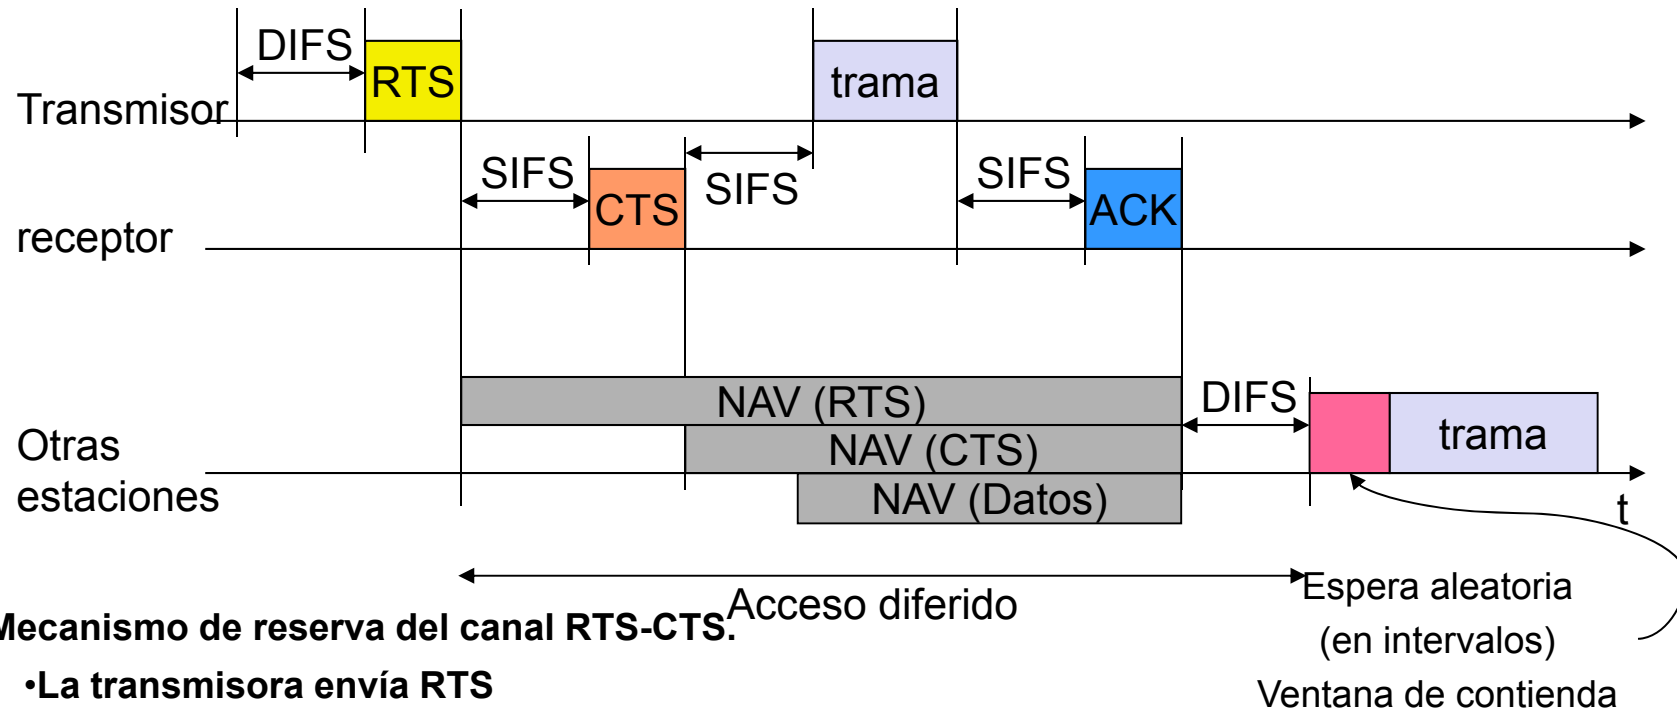 DIFS
RTS
trama
Transmisor
SIFS
CTS
SIFS
SIFS
ACK
receptor
NAV (RTS)
DIFS
Otras
estaciones
NAV (CTS)
trama
NAV (Datos)
t
Acceso diferido
Espera aleatoria
(en intervalos)
Ventana de contienda
Mecanismo de reserva del canal RTS-CTS.
•La transmisora envía RTS